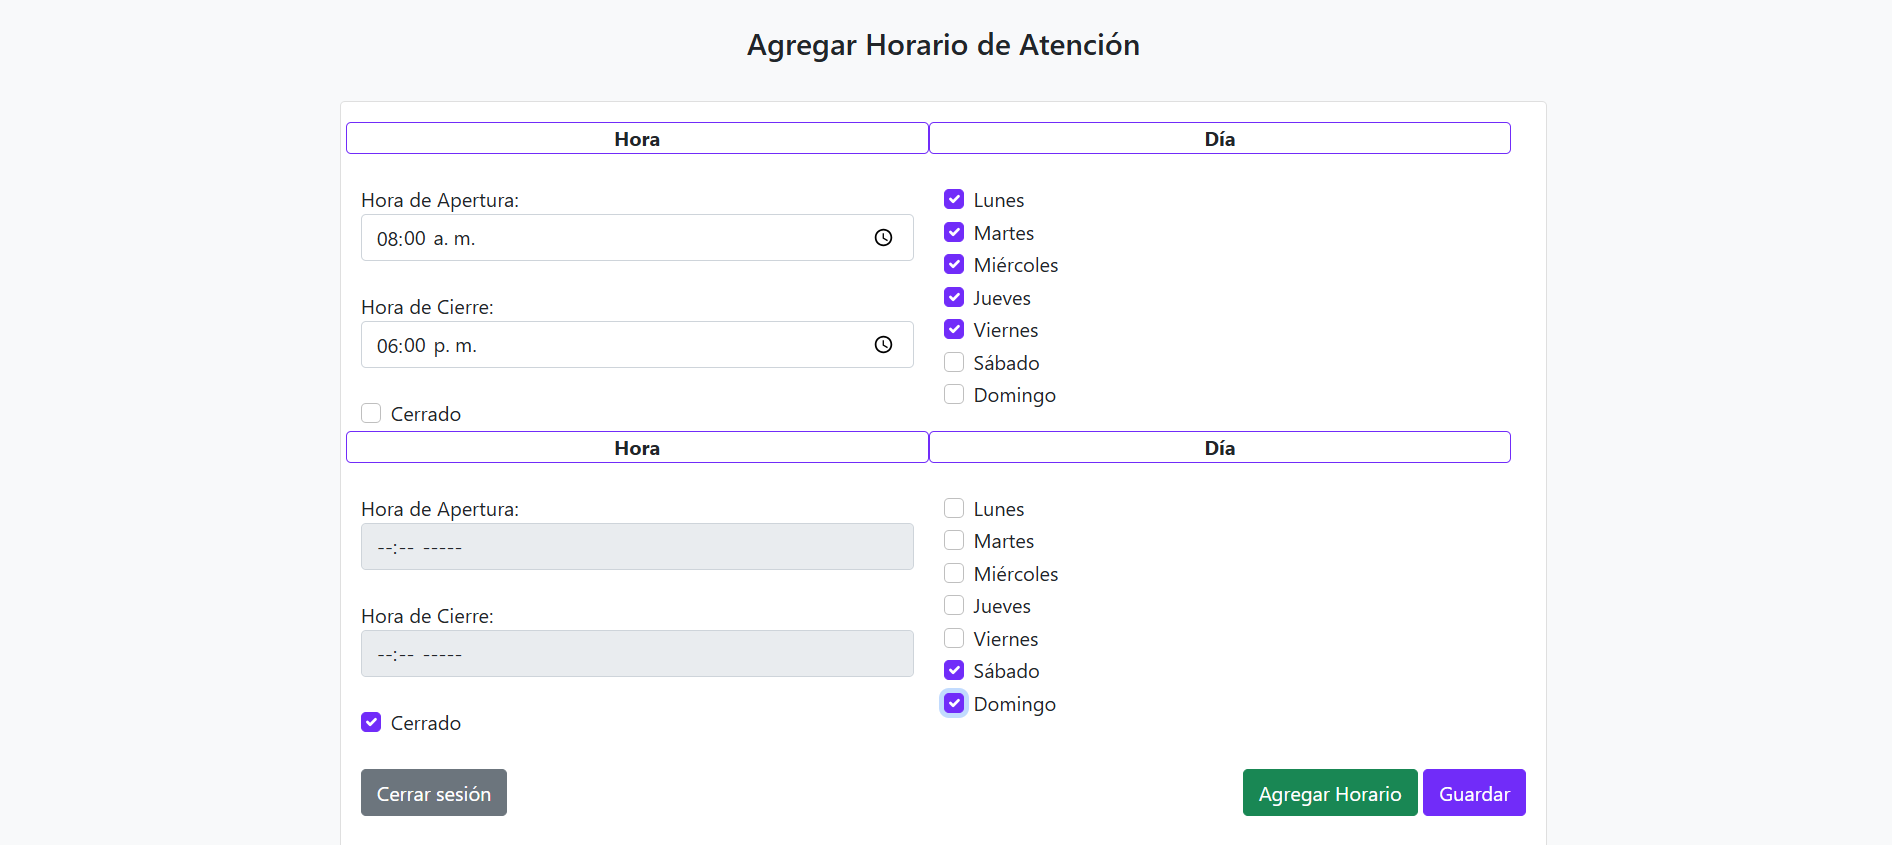 Agregar Horario de Atención
Hora Día
Hora de Apertura:
08:00 a. m.
Hora de Cierre:
06:00 p. m.
Cerrado
Lunes
Martes
Miércoles
Jueves
Viernes
Sábado
Domingo
Hora Día
Hora de Apertura:
--:-- -----
Hora de Cierre:
--:-- -----
Cerrado
Lunes
Martes
Miércoles
Jueves
Viernes
Sábado
Domingo
Cerrar sesión Agregar Horario Guardar